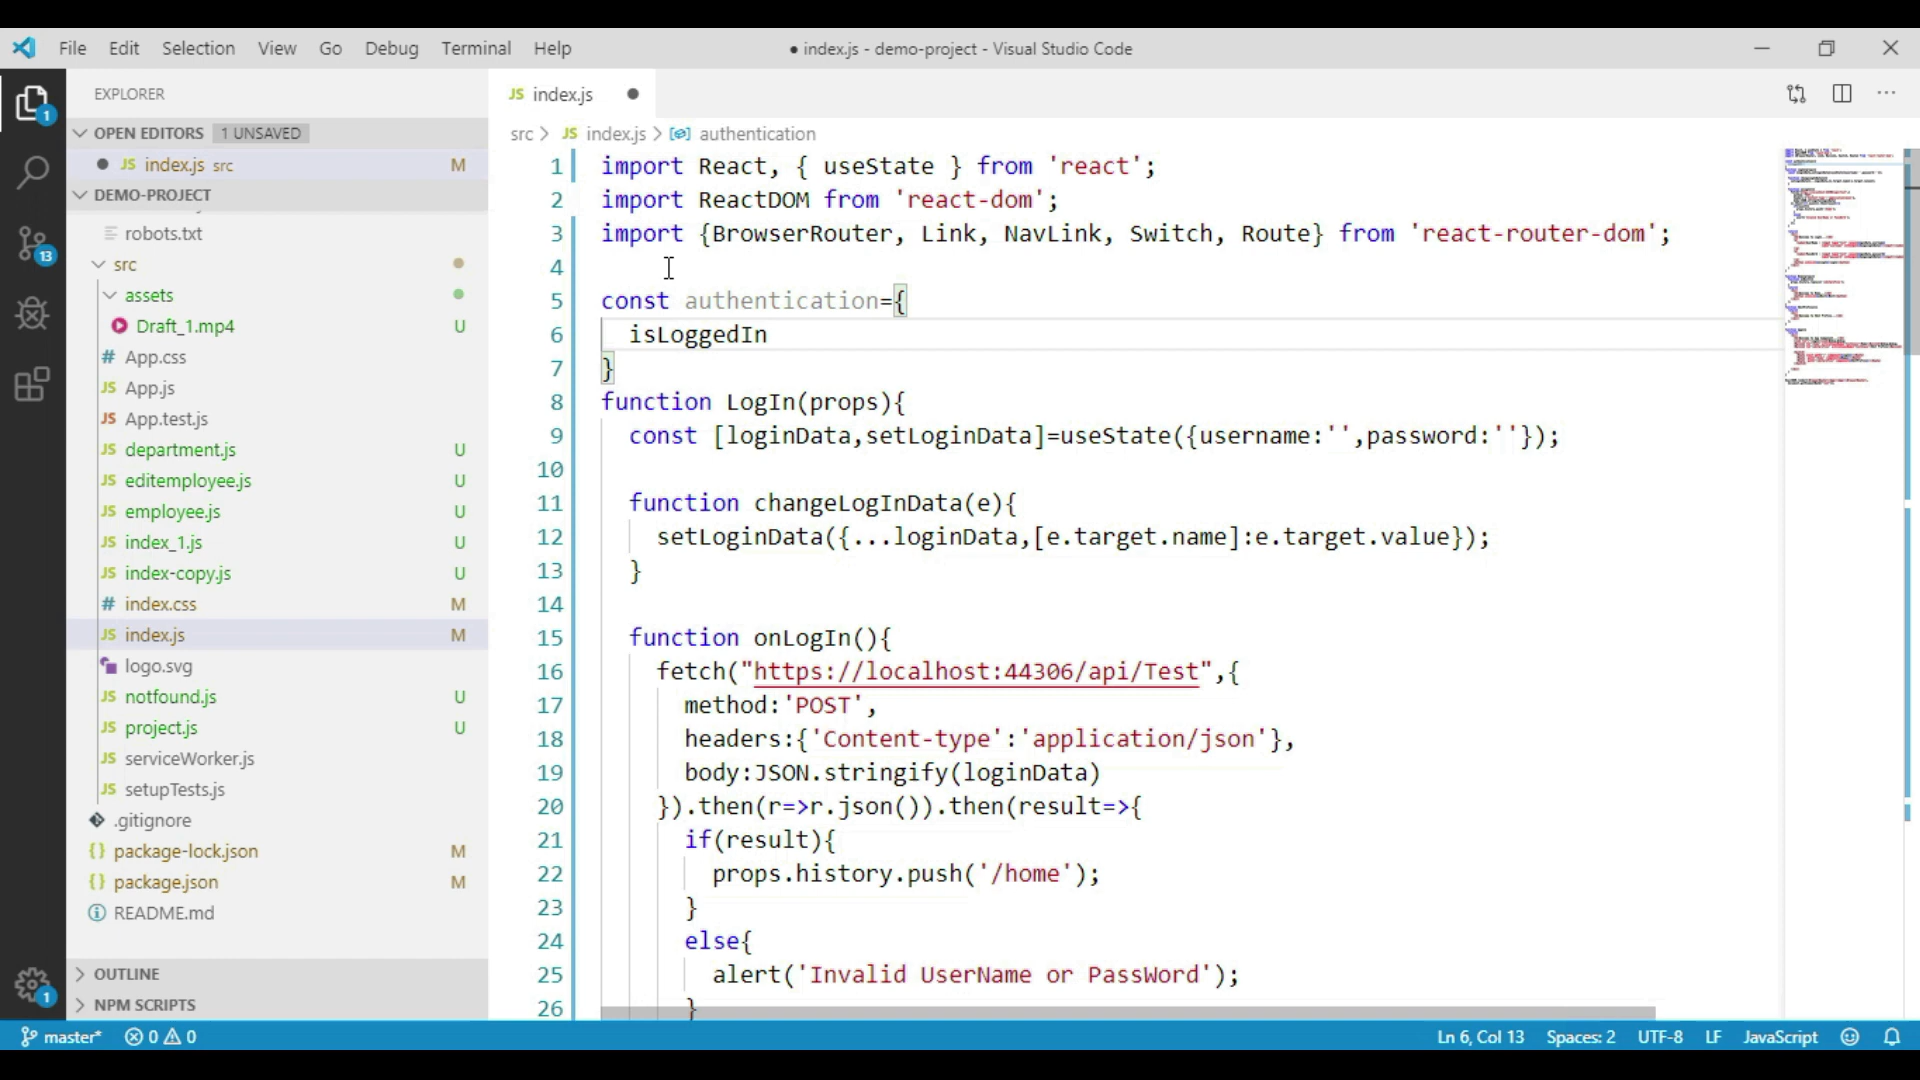 File Edit Selection View Go Debug Terminal Help
● index.js - demo-project - Visual Studio Code
EXPLORER
OPEN EDITORS 1 UNSAVED
JS index.js src M
DEMO-PROJECT
robots.txt
src
assets
Draft_1.mp4 U
# App.css
JS App.js
JS App.test.js
JS department.js U
JS editemployee.js U
JS employee.js U
JS index_1.js U
JS index-copy.js U
# index.css M
JS index.js M
logo.svg
JS notfound.js U
JS project.js U
JS serviceWorker.js
JS setupTests.js
.gitignore
{} package-lock.json M
{} package.json M
README.md
OUTLINE
NPM SCRIPTS
1
13
1
JS index.js ●
src > JS index.js > authentication
1 import React, { useState } from 'react';
2 import ReactDOM from 'react-dom';
3 import {BrowserRouter, Link, NavLink, Switch, Route} from 'react-router-dom';
4
5 const authentication={
6 isLoggedIn
7 }
8 function LogIn(props){
9 const [loginData,setLoginData]=useState({username:'',password:''});
10
11 function changeLogInData(e){
12 setLoginData({...loginData,[e.target.name]:e.target.value});
13 }
14
15 function onLogIn(){
16 fetch("https://localhost:44306/api/Test",{
17 method:'POST',
18 headers:{'Content-type':'application/json'},
19 body:JSON.stringify(loginData)
20 }).then(r=>r.json()).then(result=>{
21 if(result){
22 props.history.push('/home');
23 }
24 else{
25 alert('Invalid UserName or PassWord');
26 }
master* 0 0 Ln 6, Col 13 Spaces: 2 UTF-8 LF JavaScript